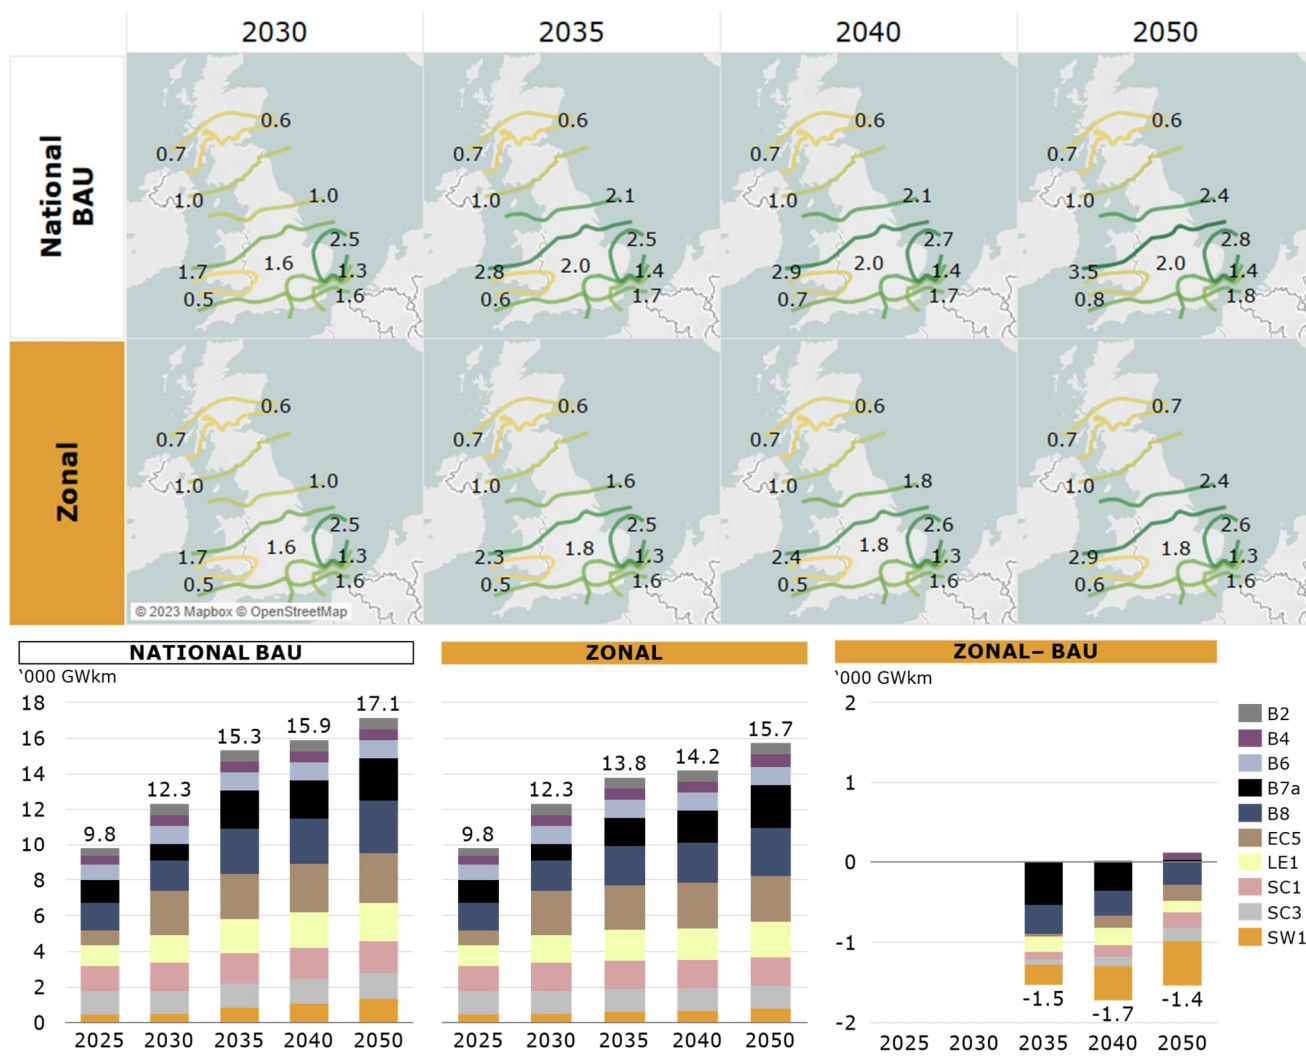 2030 2035 2040 2050
National
BAU
0.6 0.6 0.6 0.6
0.7 0.7 0.7 0.7
1.0 1.0 1.0 2.1 1.0 2.1 1.0 2.4
2.5 2.5 2.7 2.8
1.7 1.6 1.3 2.8 2.0 1.4 2.9 2.0 1.4 3.5 2.0 1.4
0.5 1.6 0.6 1.7 0.7 1.7 0.8 1.8
Zonal
0.6 0.6 0.6 0.7
0.7 0.7 0.7 0.7
1.0 1.0 1.0 1.6 1.0 1.8 1.0 2.4
2.5 2.5 2.6 2.6
1.7 1.6 1.3 2.3 1.8 1.3 2.4 1.8 1.3 2.9 1.8 1.3
0.5 1.6 0.5 1.6 0.5 1.6 0.6 1.6
© 2023 Mapbox © OpenStreetMap
NATIONAL BAU
‘000 GWkm
18
16
14
12
10
8
6
4
2
0
9.8 12.3 15.3 15.9 17.1
2025 2030 2035 2040 2050
ZONAL
9.8 12.3 13.8 14.2 15.7
2025 2030 2035 2040 2050
ZONAL– BAU
‘000 GWkm
2
1
0
-1
-2
-1.5 -1.7 -1.4
2025 2030 2035 2040 2050
B2
B4
B6
B7a
B8
EC5
LE1
SC1
SC3
SW1